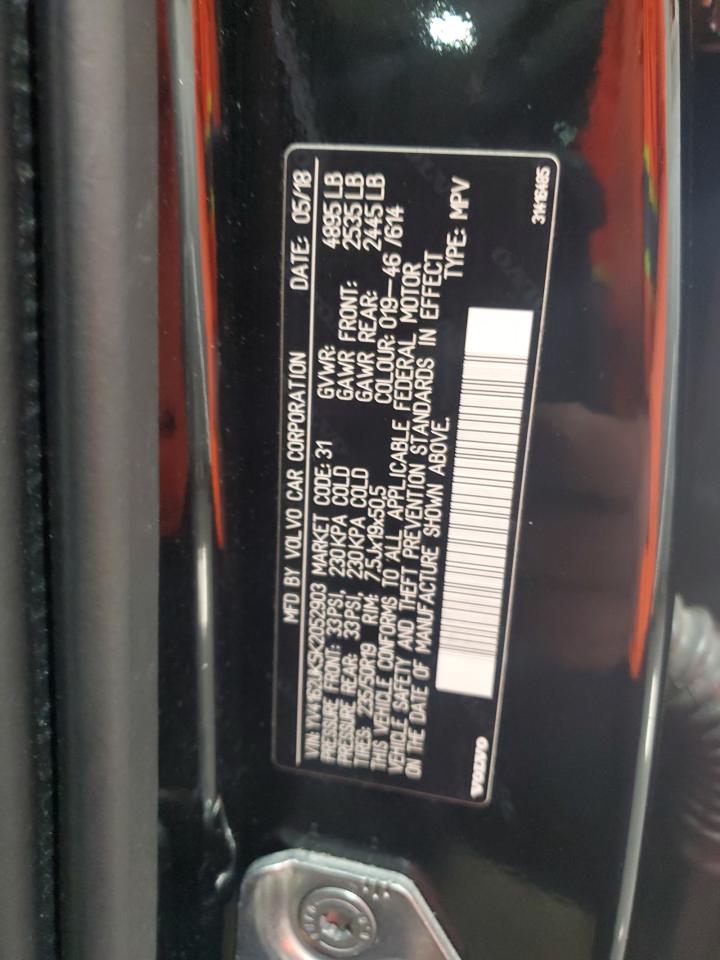 MFD BY VOLVO CAR CORPORATION DATE: 05/18
VIN: YV4162UK5K2052903 MARKET CODE: 31 GVWR: 4895 LB
PRESSURE FRONT: 33PSI, 230KPA COLD GAWR FRONT: 2535 LB
PRESSURE REAR: 33PSI, 230KPA COLD GAWR REAR: 2445 LB
TIRES: 235/50R19 RIM: 7.5Jx19x50,5 COLOUR: 019-46 /614
THIS VEHICLE CONFORMS TO ALL APPLICABLE FEDERAL MOTOR
VEHICLE SAFETY AND THEFT PREVENTION STANDARDS IN EFFECT
ON THE DATE OF MANUFACTURE SHOWN ABOVE. TYPE: MPV
VOLVO